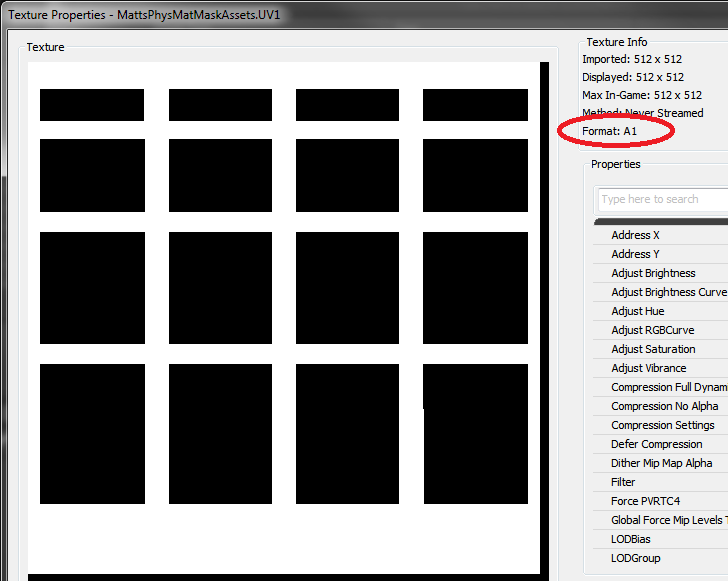 Texture Properties - MattsPhysMatMaskAssets.UV1
Texture
Texture Info
Imported: 512 x 512
Displayed: 512 x 512
Max In-Game: 512 x 512
Method: Never Streamed
Format: A1
Properties
Type here to search
Address X
Address Y
Adjust Brightness
Adjust Brightness Curve
Adjust Hue
Adjust RGBCurve
Adjust Saturation
Adjust Vibrance
Compression Full Dynam
Compression No Alpha
Compression Settings
Defer Compression
Dither Mip Map Alpha
Filter
Force PVRTC4
Global Force Mip Levels T
LODBias
LODGroup